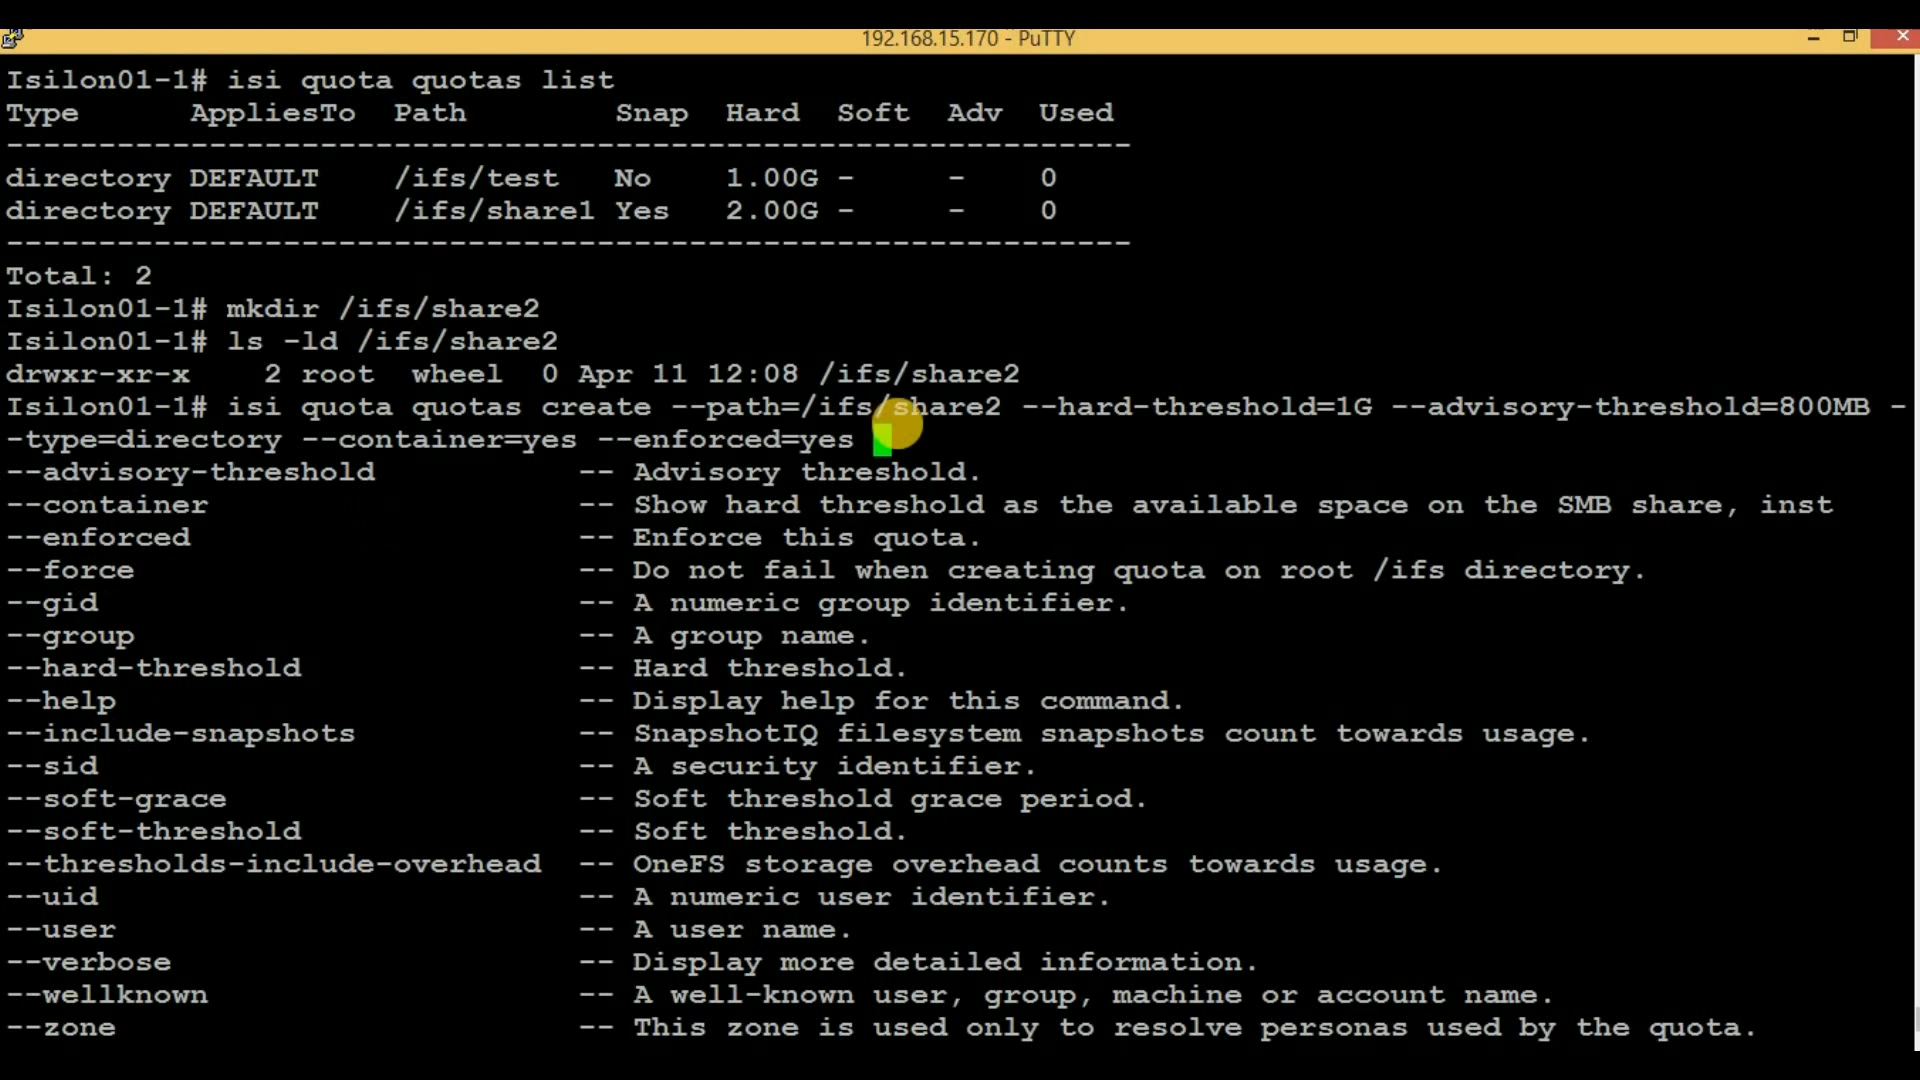 192.168.15.170 - PuTTY
Isilon01-1# isi quota quotas list
Type AppliesTo Path Snap Hard Soft Adv Used
----------------------------------------------------------------
directory DEFAULT /ifs/test No 1.00G - - 0
directory DEFAULT /ifs/share1 Yes 2.00G - - 0
----------------------------------------------------------------
Total: 2
Isilon01-1# mkdir /ifs/share2
Isilon01-1# ls -ld /ifs/share2
drwxr-xr-x 2 root wheel 0 Apr 11 12:08 /ifs/share2
Isilon01-1# isi quota quotas create --path=/ifs/share2 --hard-threshold=1G --advisory-threshold=800MB -
-type=directory --container=yes --enforced=yes
--advisory-threshold -- Advisory threshold.
--container -- Show hard threshold as the available space on the SMB share, inst
--enforced -- Enforce this quota.
--force -- Do not fail when creating quota on root /ifs directory.
--gid -- A numeric group identifier.
--group -- A group name.
--hard-threshold -- Hard threshold.
--help -- Display help for this command.
--include-snapshots -- SnapshotIQ filesystem snapshots count towards usage.
--sid -- A security identifier.
--soft-grace -- Soft threshold grace period.
--soft-threshold -- Soft threshold.
--thresholds-include-overhead -- OneFS storage overhead counts towards usage.
--uid -- A numeric user identifier.
--user -- A user name.
--verbose -- Display more detailed information.
--wellknown -- A well-known user, group, machine or account name.
--zone -- This zone is used only to resolve personas used by the quota.